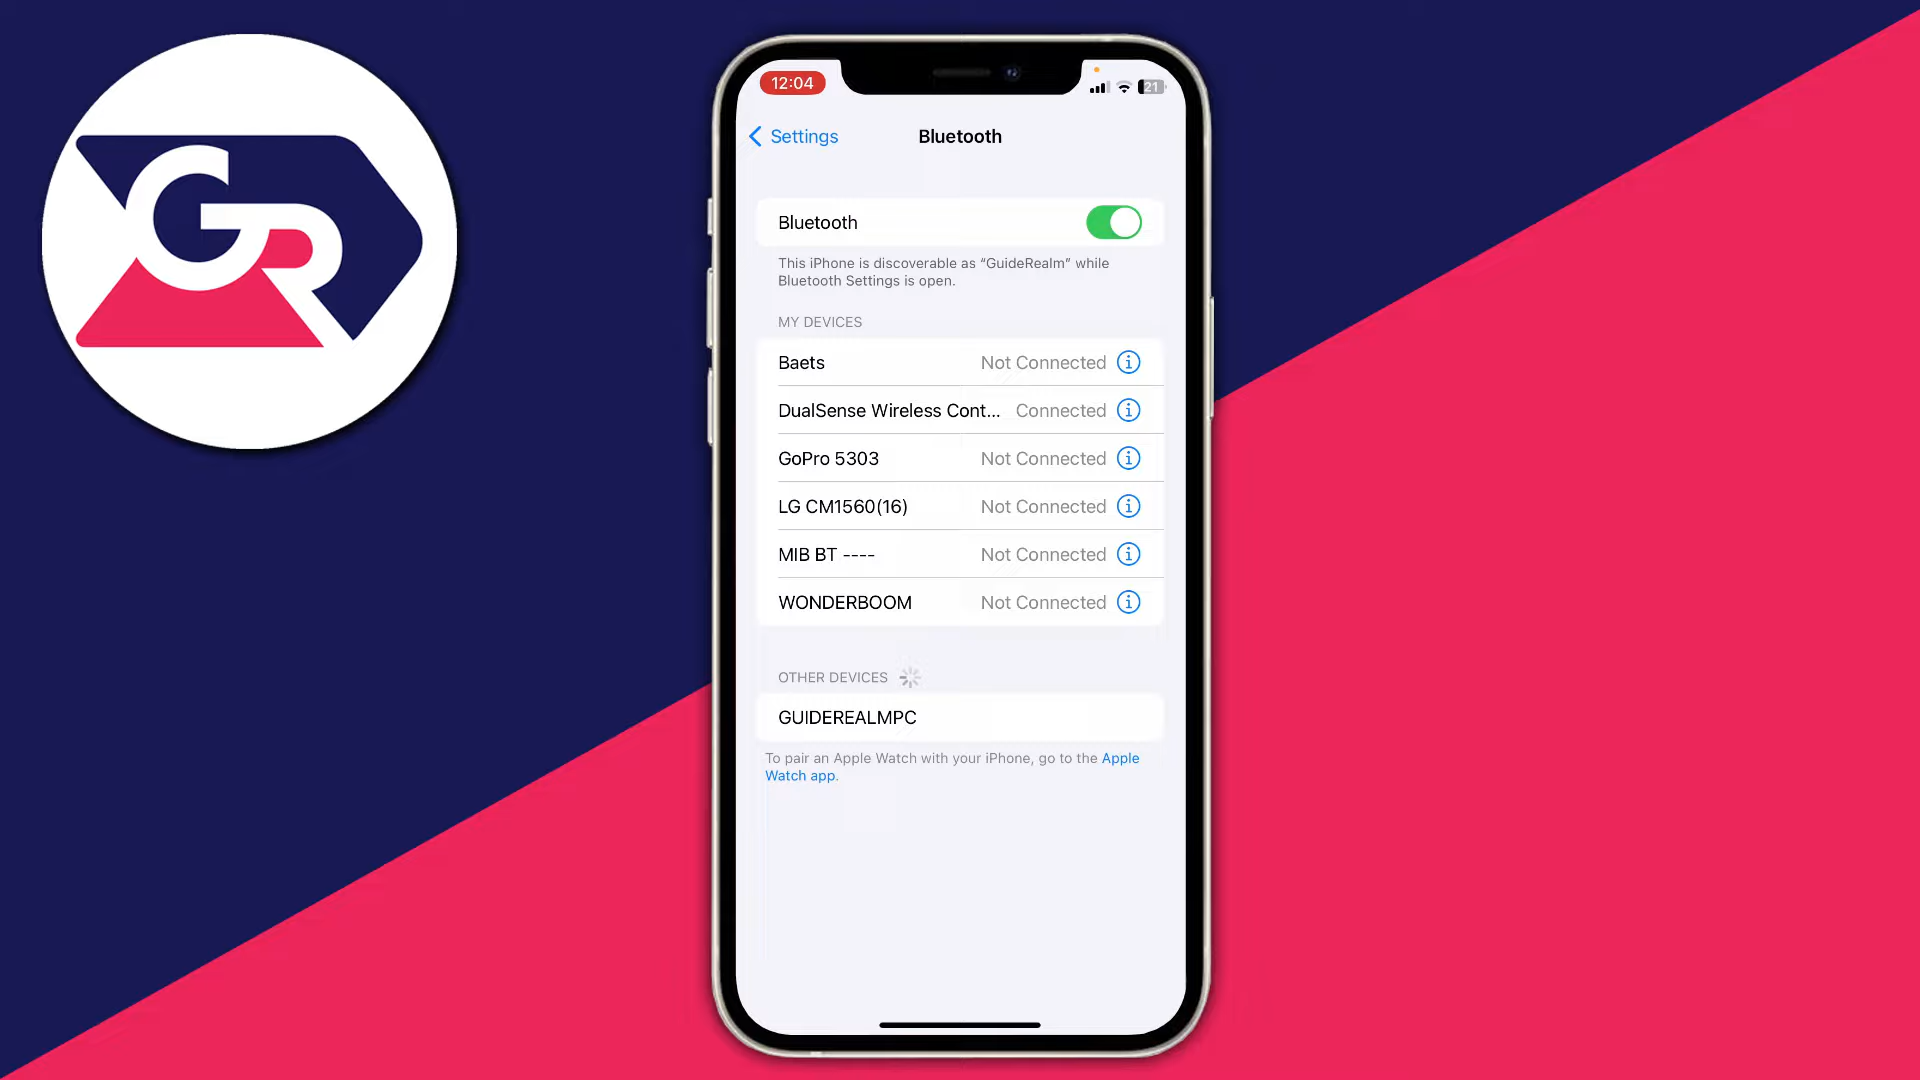 GR
12:04
21
Settings
Bluetooth
Bluetooth
This iPhone is discoverable as “GuideRealm” while
Bluetooth Settings is open.
MY DEVICES
Baets Not Connected
DualSense Wireless Cont... Connected
GoPro 5303 Not Connected
LG CM1560(16) Not Connected
MIB BT ---- Not Connected
WONDERBOOM Not Connected
OTHER DEVICES
GUIDEREALMPC
To pair an Apple Watch with your iPhone, go to the Apple
Watch app.